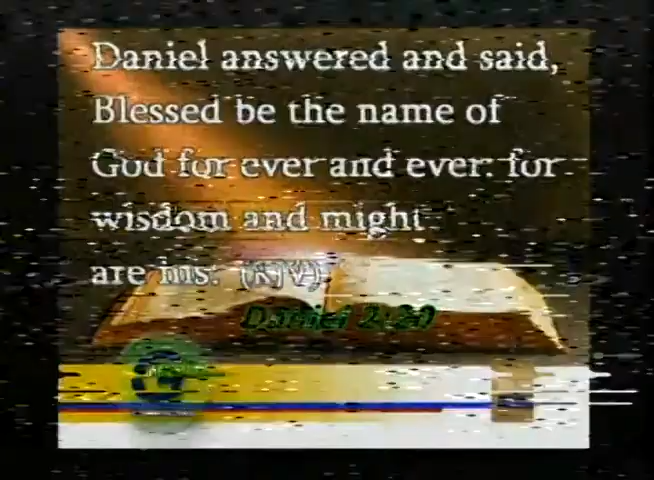 Daniel answered and said,
Blessed be the name of
God for ever and ever: for
wisdom and might
are his: (KJV)
Daniel 2:20